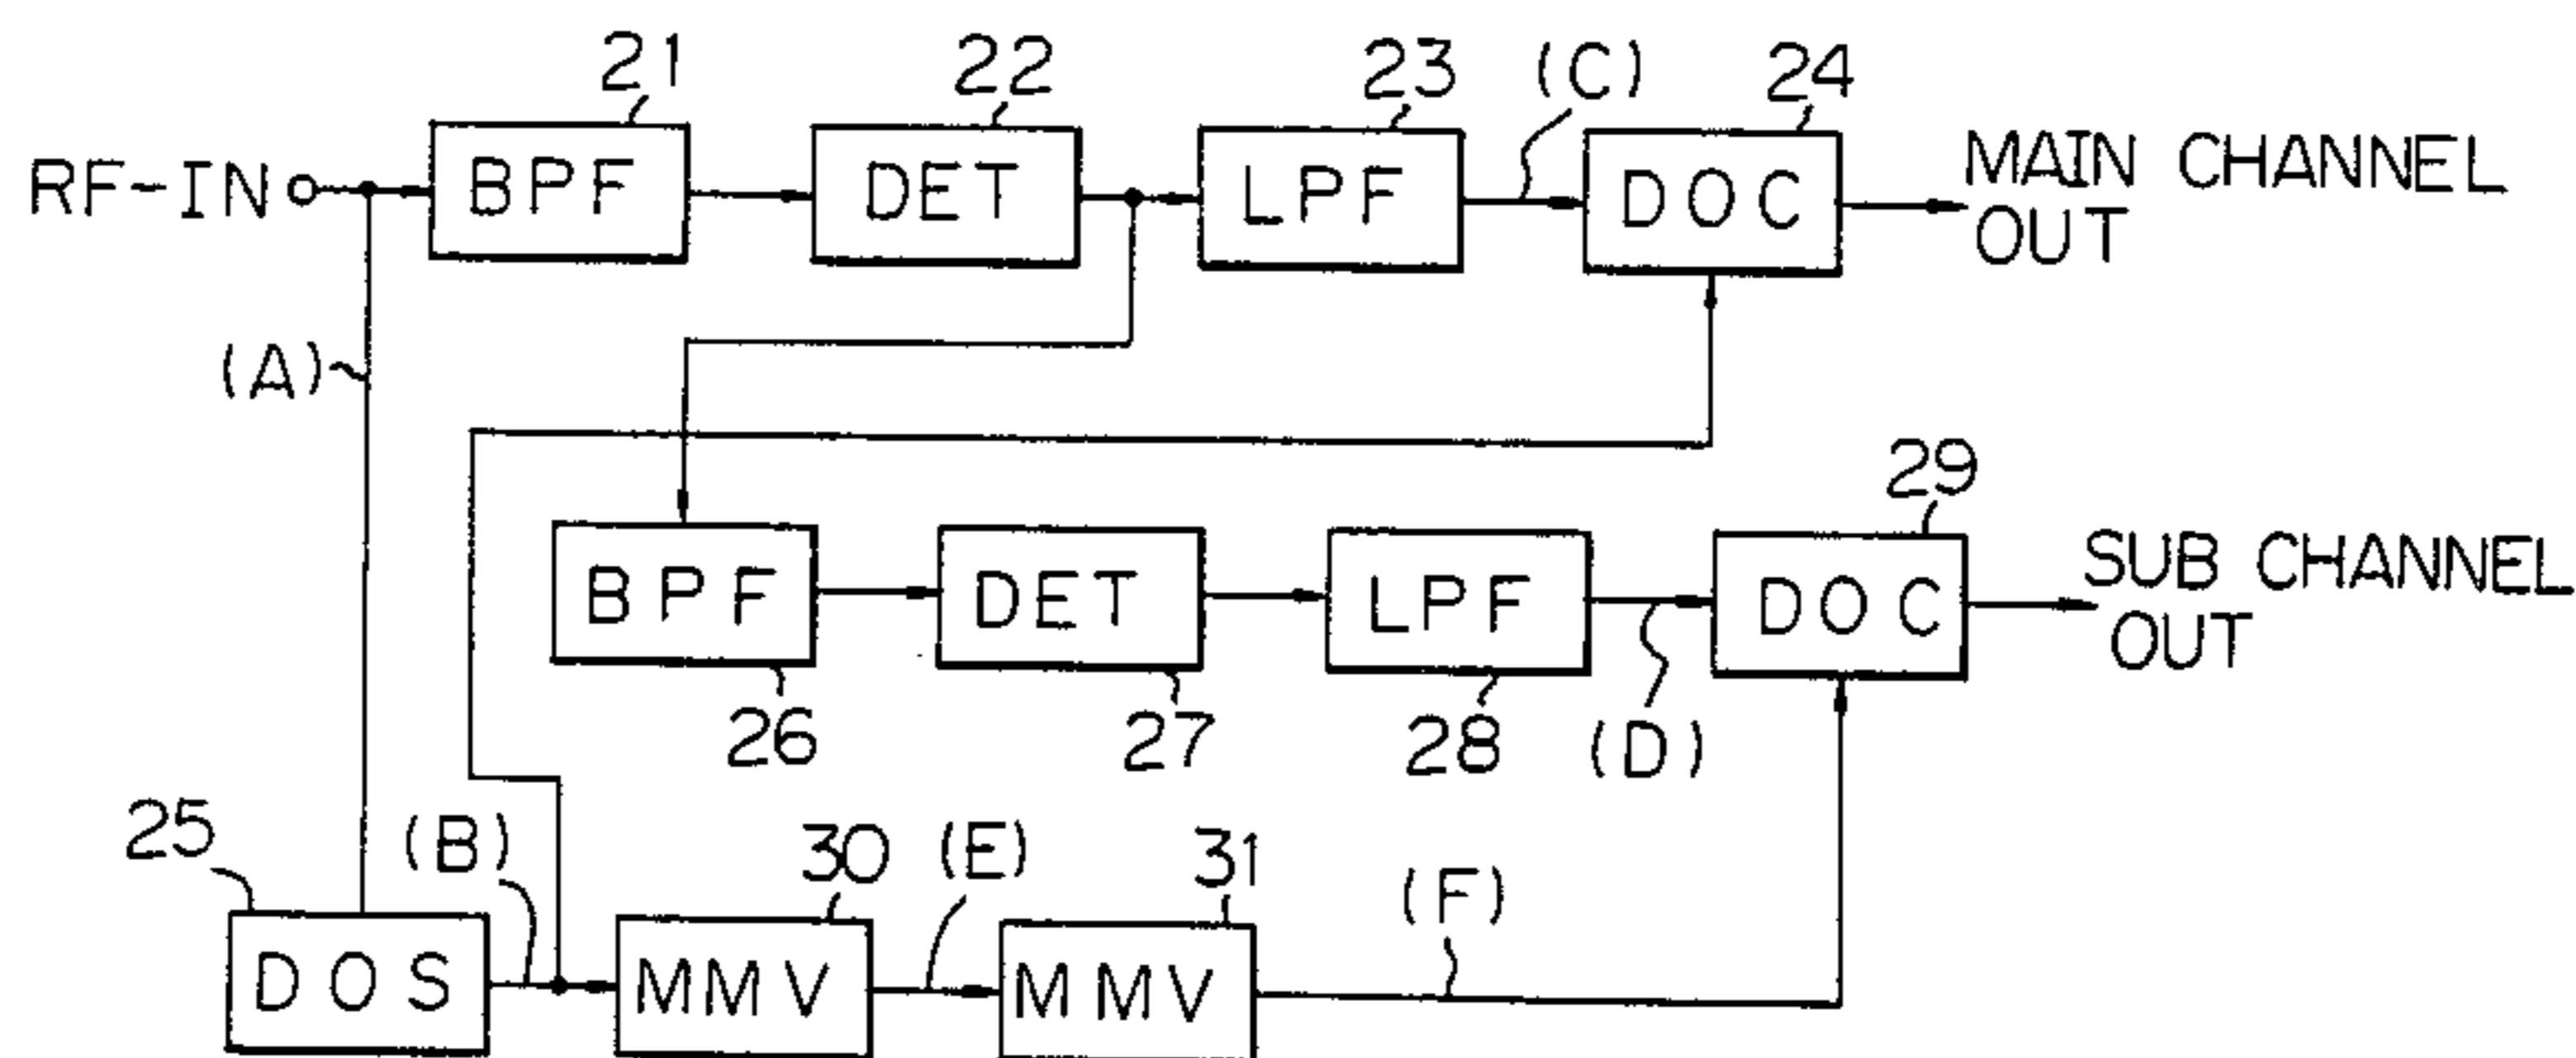 21
22
23
(C)
24
RF-IN
BPF
DET
LPF
DOC
MAIN CHANNEL
OUT
(A)
29
BPF
DET
LPF
DOC
SUB CHANNEL
OUT
26
27
28
(D)
25
(B)
30
(E)
31
(F)
DOS
MMV
MMV